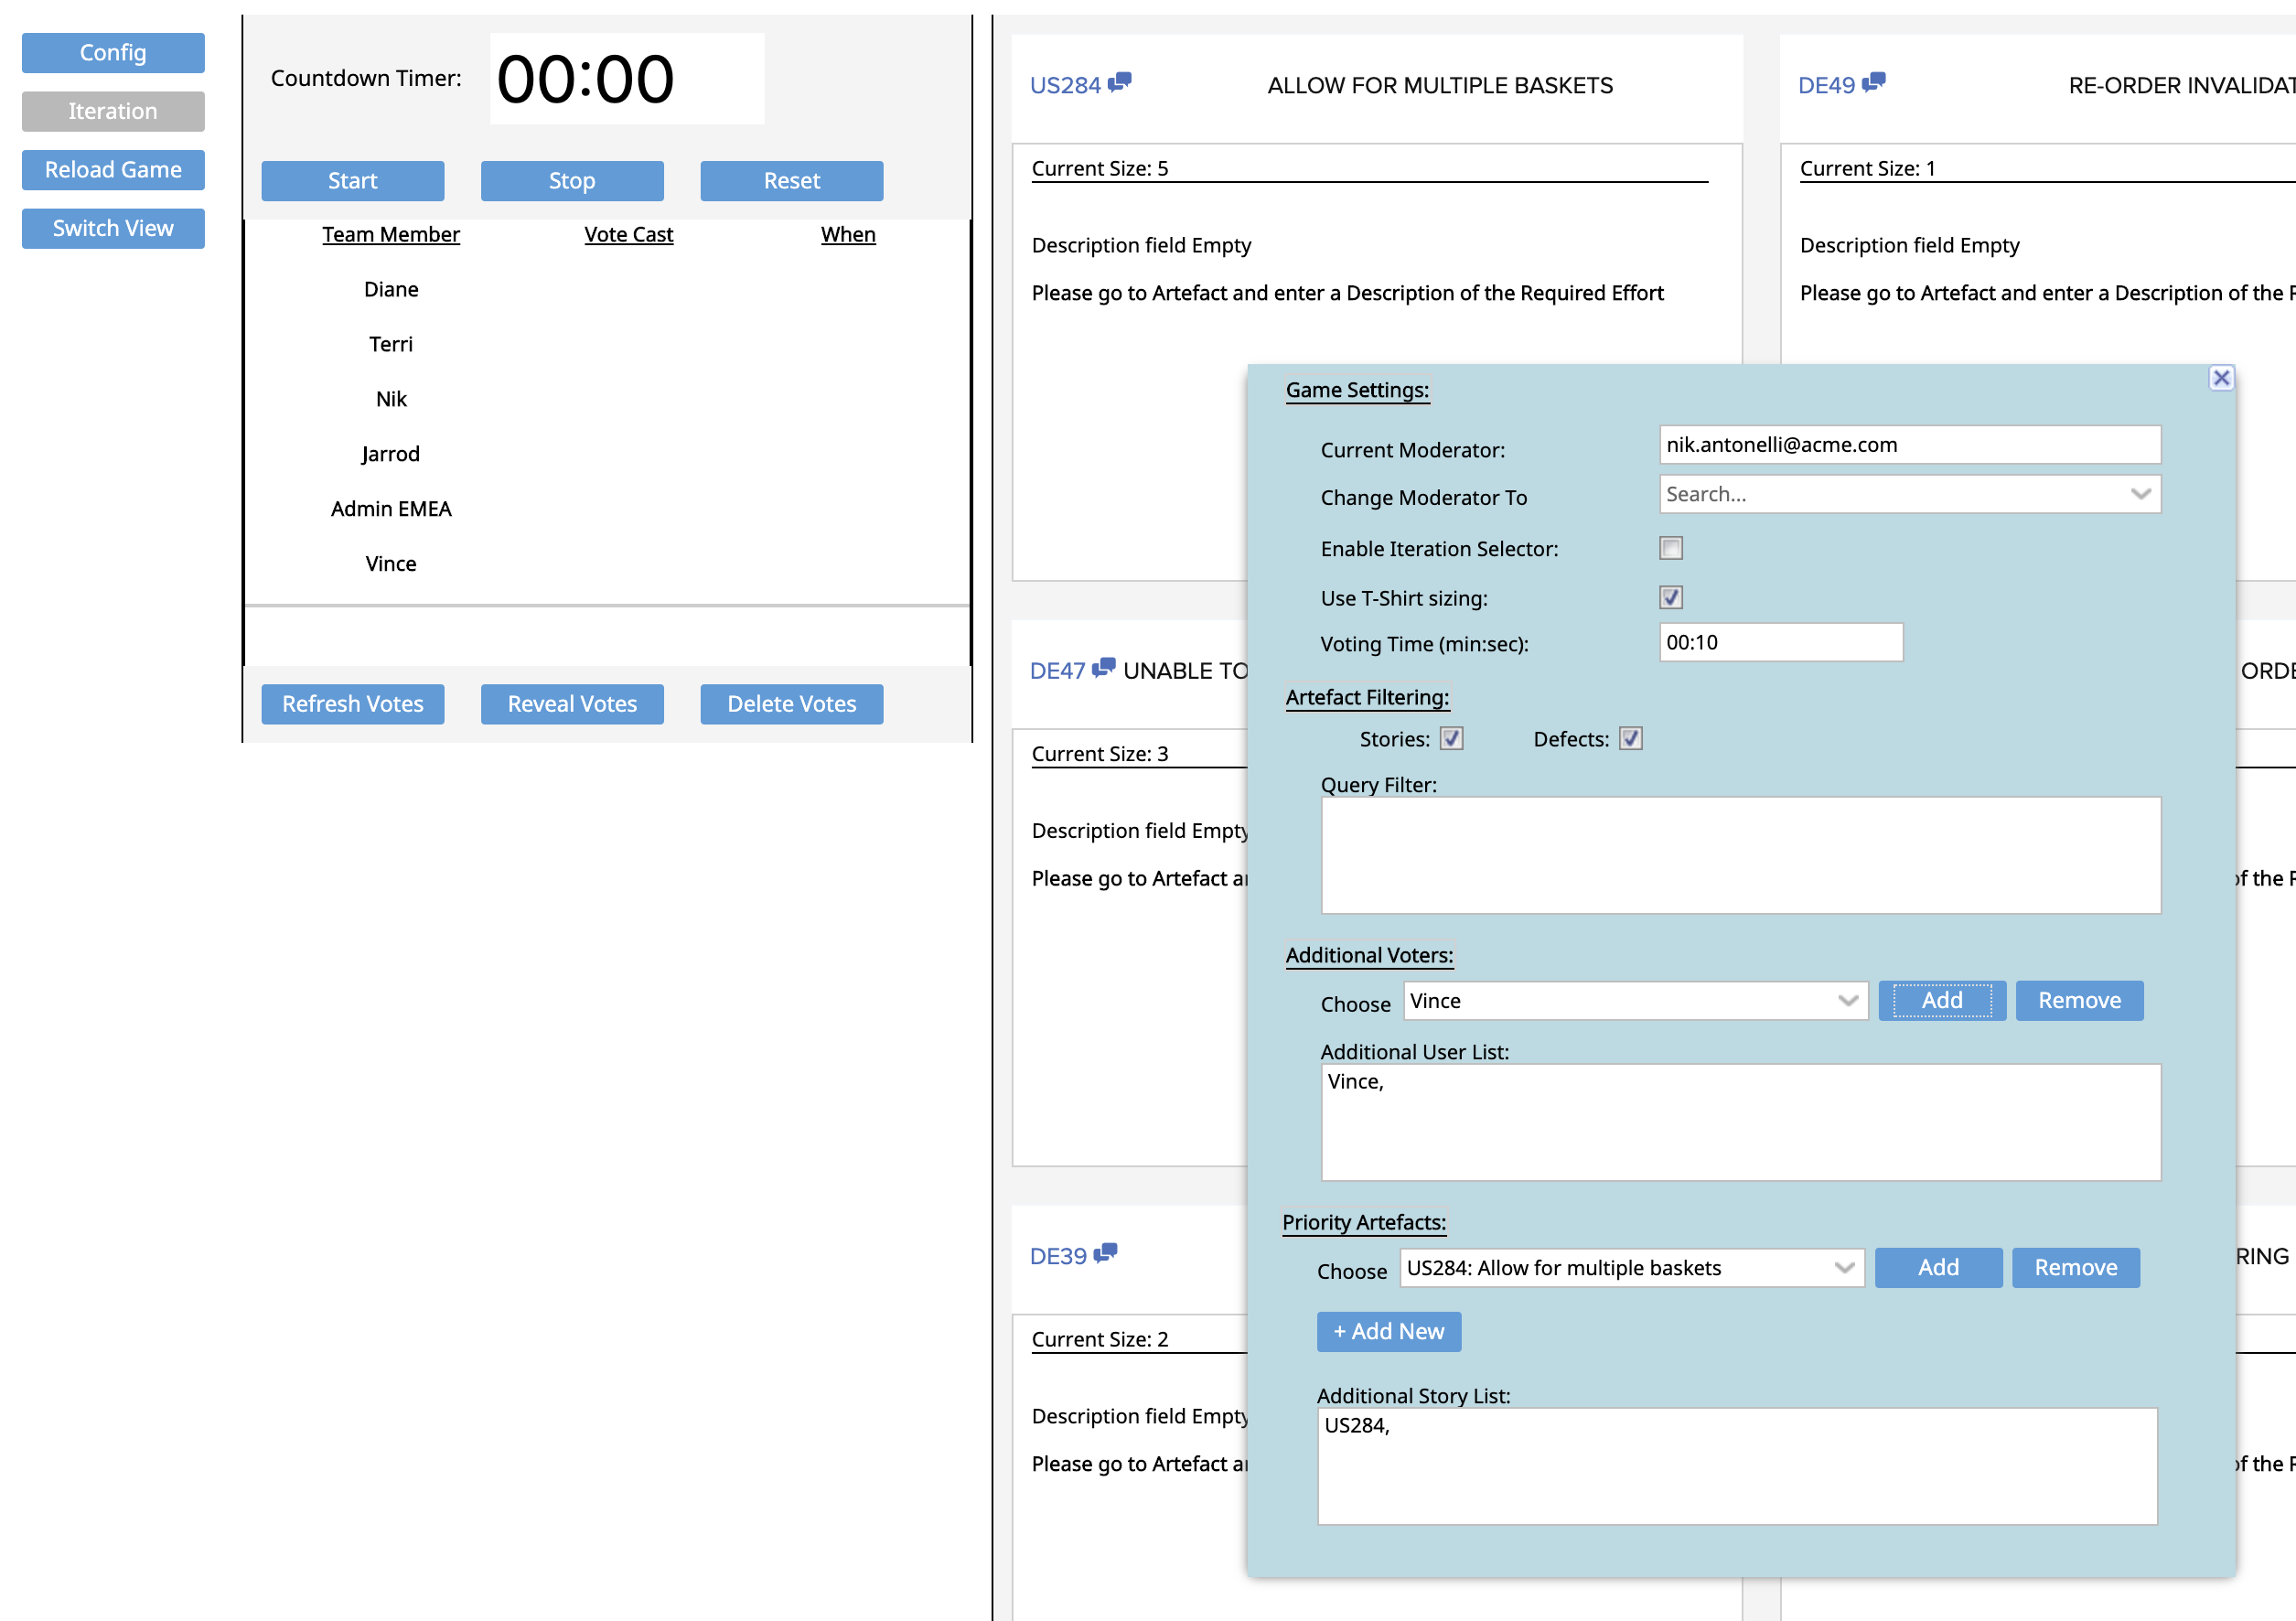 Config
Iteration
Reload Game
Switch View
Countdown Timer: 00:00
Start Stop Reset
Team Member Vote Cast When
Diane
Terri
Nik
Jarrod
Admin EMEA
Vince
Refresh Votes Reveal Votes Delete Votes
US284 ALLOW FOR MULTIPLE BASKETS
Current Size: 5
Description field Empty
Please go to Artefact and enter a Description of the Required Effort
DE49 RE-ORDER
Current Size: 1
Description field Empty
Please go to Artefact and enter a Description of the
DE47 UNABLE TO
Current Size: 3
Description field Empty
Please go to Artefact
of the
DE39
Current Size: 2
Description field Empty
Please go to Artefact
of the
Game Settings:
Current Moderator: nik.antonelli@acme.com
Change Moderator To Search...
Enable Iteration Selector:
Use T-Shirt sizing:
Voting Time (min:sec): 00:10
Artefact Filtering:
Stories: Defects:
Query Filter:
Additional Voters:
Choose Vince Add Remove
Additional User List:
Vince,
Priority Artefacts:
Choose US284: Allow for multiple baskets Add Remove
+ Add New
Additional Story List:
US284,